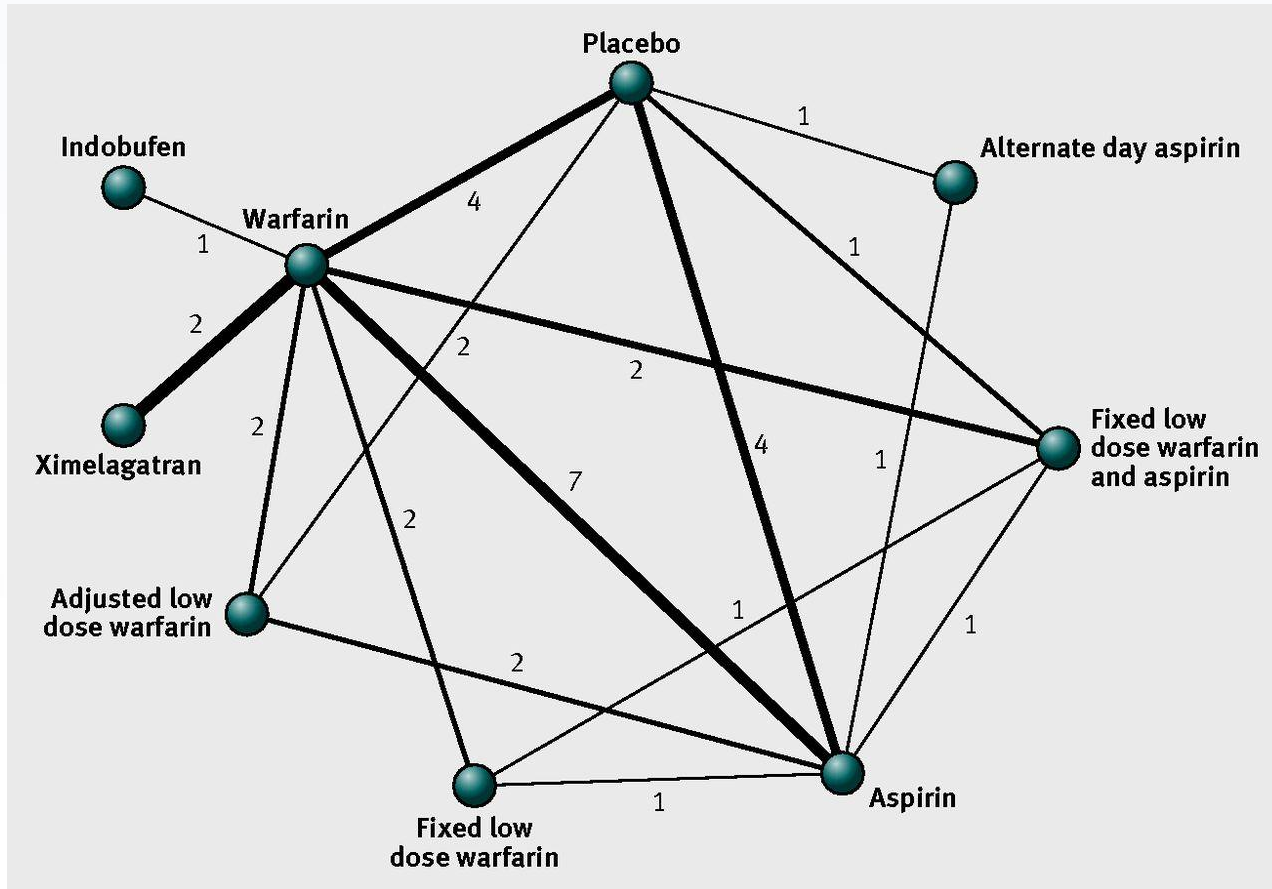 Placebo
1
Indobufen
Alternate day aspirin
Warfarin
4
1
1
2
2
2
Fixed low
dose warfarin
and aspirin
2
4
1
Ximelagatran
7
2
Adjusted low
dose warfarin
1
1
2
Aspirin
1
Fixed low
dose warfarin